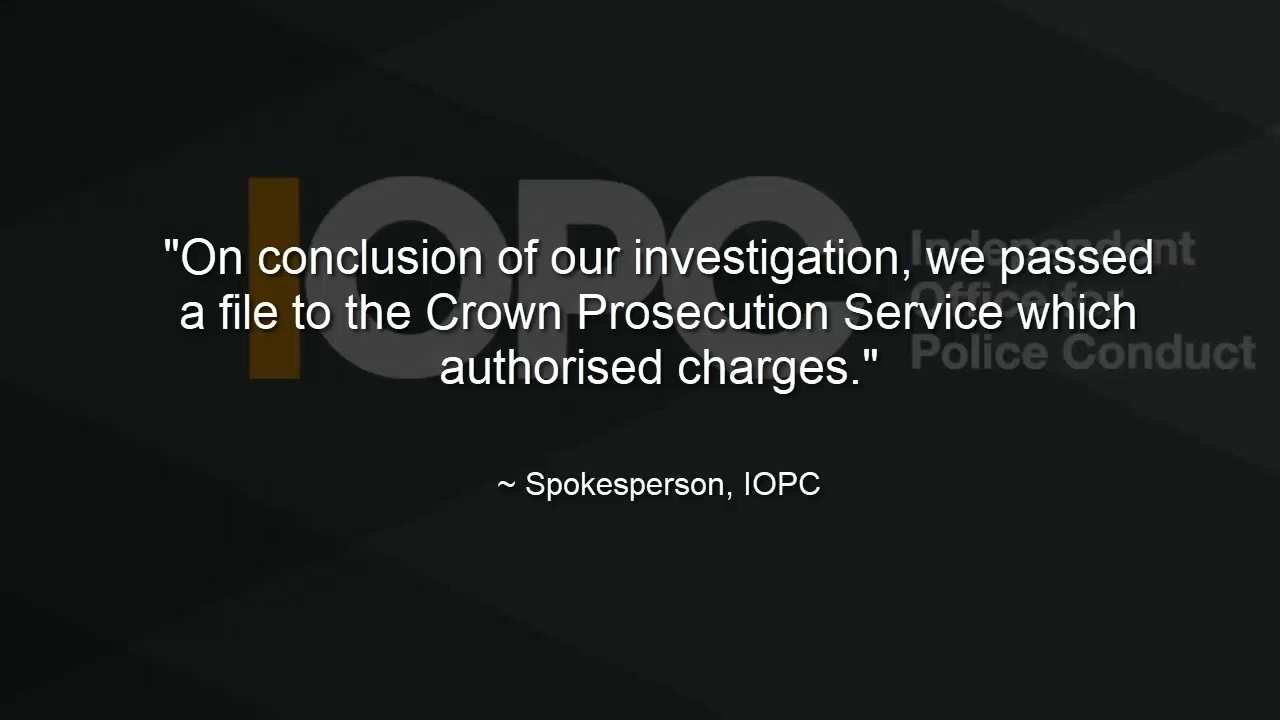 IOPC
Independent
Office for
Police Conduct
"On conclusion of our investigation, we passed
a file to the Crown Prosecution Service which
authorised charges."
~ Spokesperson, IOPC